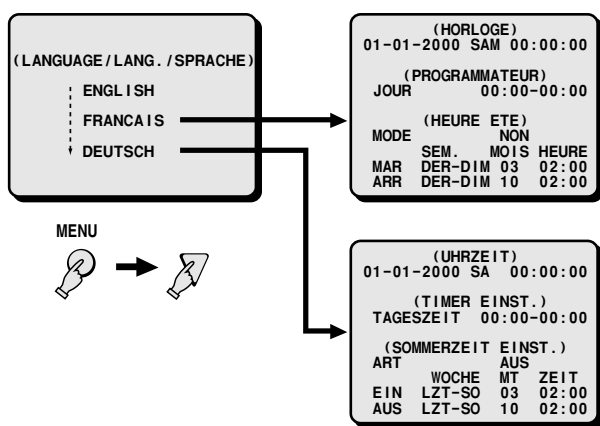 (LANGUAGE/LANG./SPRACHE)
ENGLISH
FRANCAIS
DEUTSCH
MENU
(HORLOGE)
01-01-2000 SAM 00:00:00
(PROGRAMMATEUR)
JOUR 00:00-00:00
(HEURE ETE)
MODE NON
SEM. MOIS HEURE
MAR DER-DIM 03 02:00
ARR DER-DIM 10 02:00
(UHRZEIT)
01-01-2000 SA 00:00:00
(TIMER EINST.)
TAGESZEIT 00:00-00:00
(SOMMERZEIT EINST.)
ART AUS
WOCHE MT ZEIT
EIN LZT-SO 03 02:00
AUS LZT-SO 10 02:00